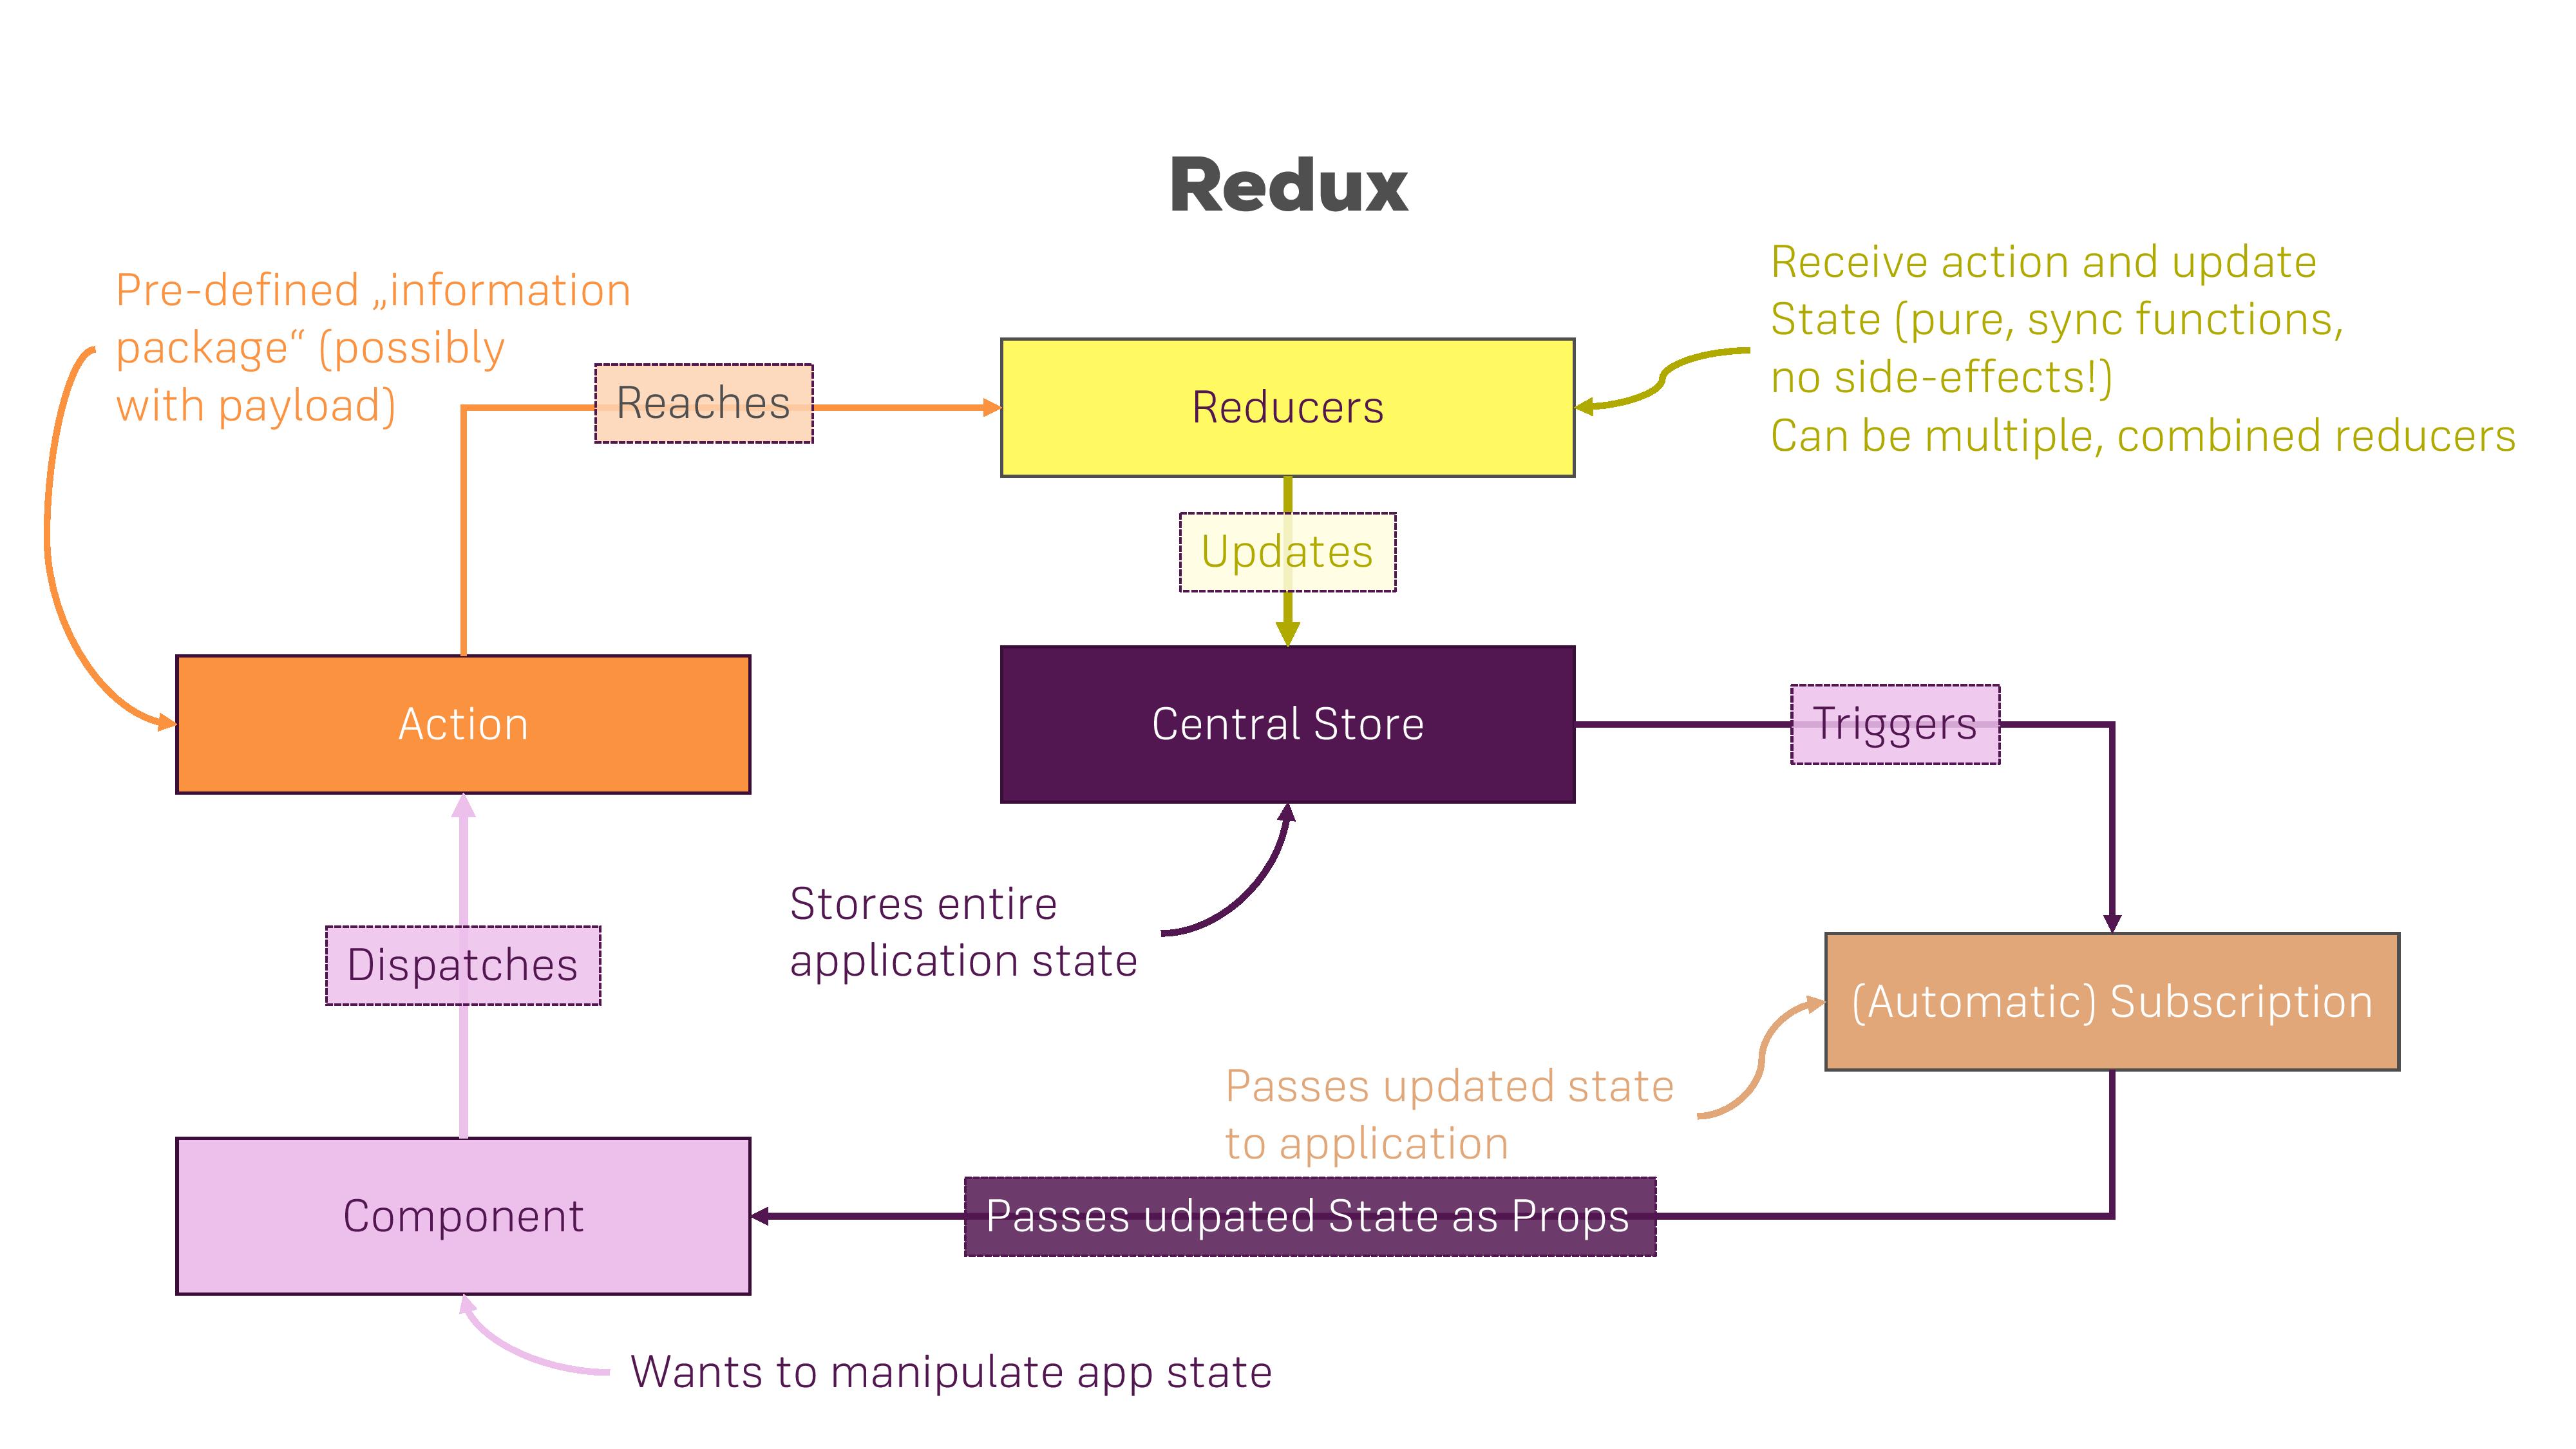 Redux
Pre-defined „information
package“ (possibly
with payload)
Reaches
Reducers
Receive action and update
State (pure, sync functions,
no side-effects!)
Can be multiple, combined reducers
Updates
Action
Central Store
Triggers
Stores entire
application state
Dispatches
(Automatic) Subscription
Passes updated state
to application
Component
Passes udpated State as Props
Wants to manipulate app state